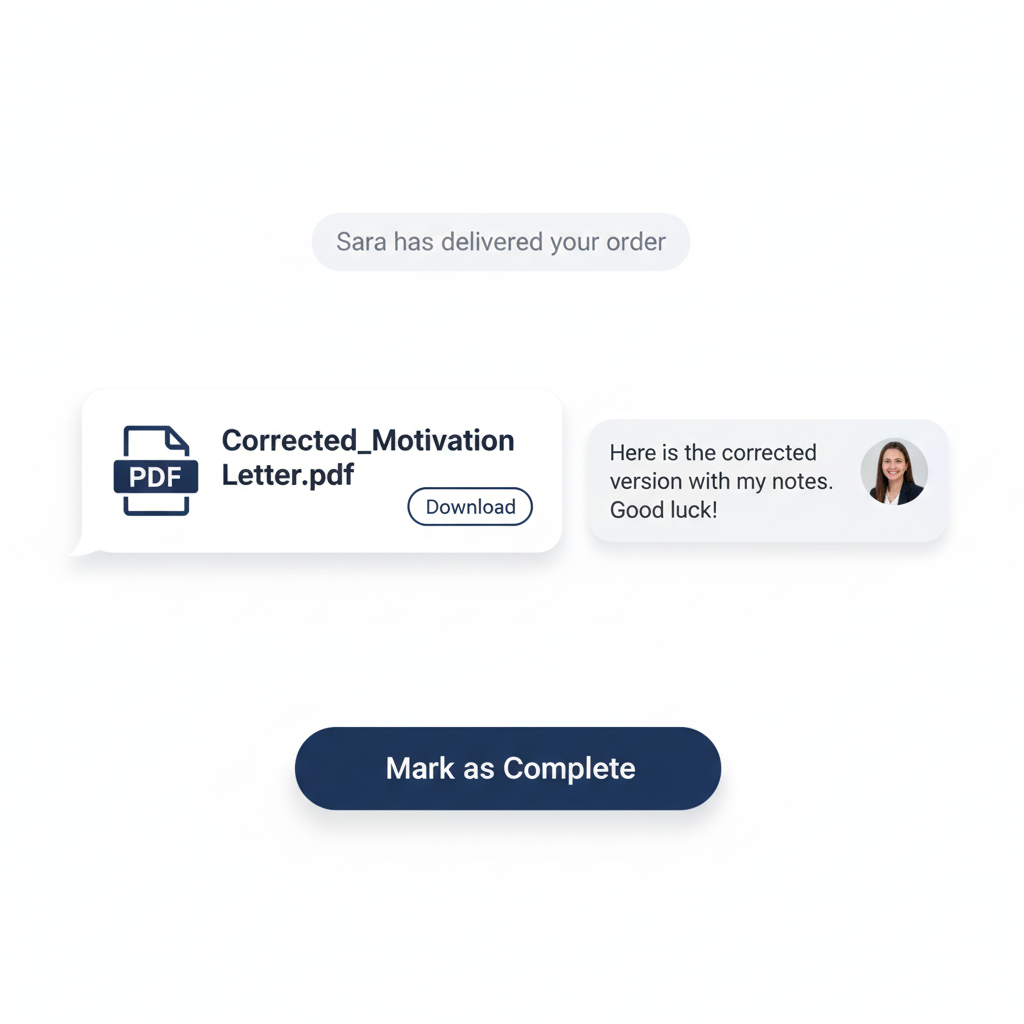 Sara has delivered your order
PDF
Corrected_Motivation
Letter.pdf
Download
Here is the corrected
version with my notes.
Good luck!
Mark as Complete